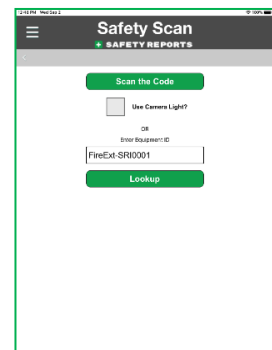 12:48 PM Wed Sep 2
100%
Safety Scan
SAFETY REPORTS
Scan the Code
Use Camera Light?
OR
Enter Equipment ID
FireExt-SRI0001
Lookup